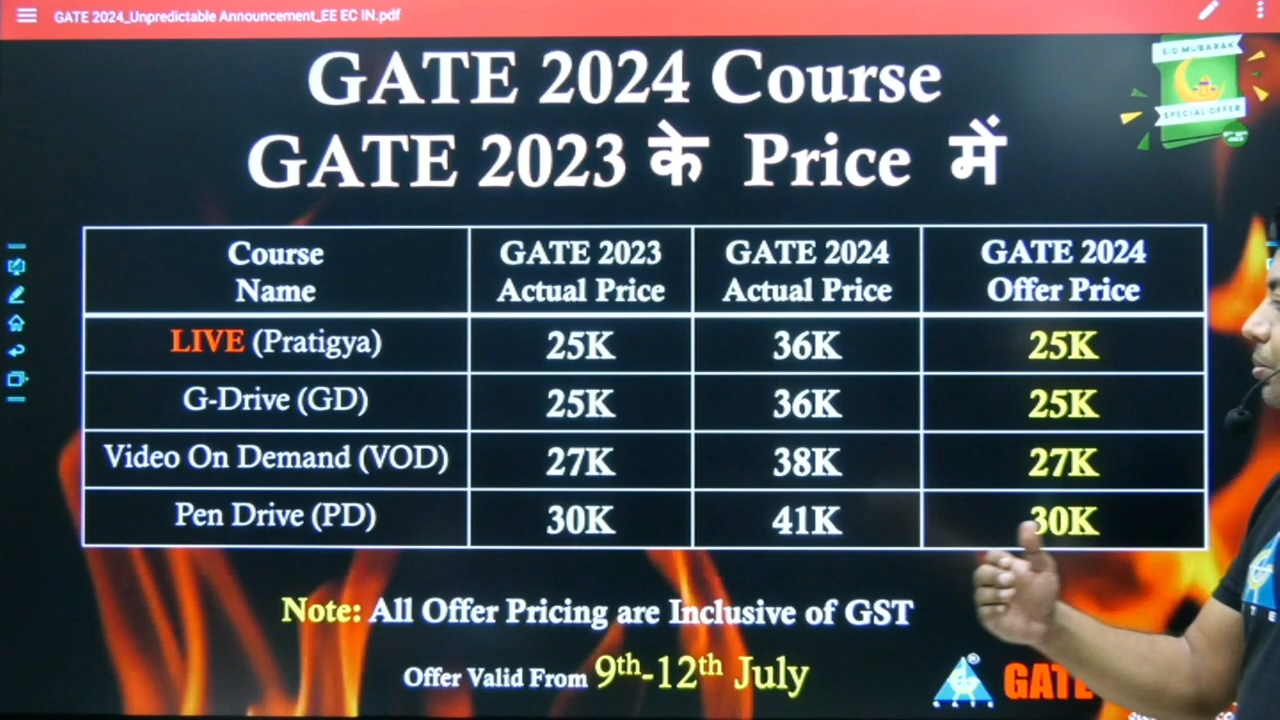 GATE 2024_Unpredictable Announcement_EE EC IN.pdf
EID MUBARAK
SPECIAL OFFER
GATE 2024 Course
GATE 2023 के Price में
Course Name GATE 2023 Actual Price GATE 2024 Actual Price GATE 2024 Offer Price
LIVE (Pratigya) 25K 36K 25K
G-Drive (GD) 25K 36K 25K
Video On Demand (VOD) 27K 38K 27K
Pen Drive (PD) 30K 41K 30K
Note: All Offer Pricing are Inclusive of GST
Offer Valid From 9th-12th July
GATE